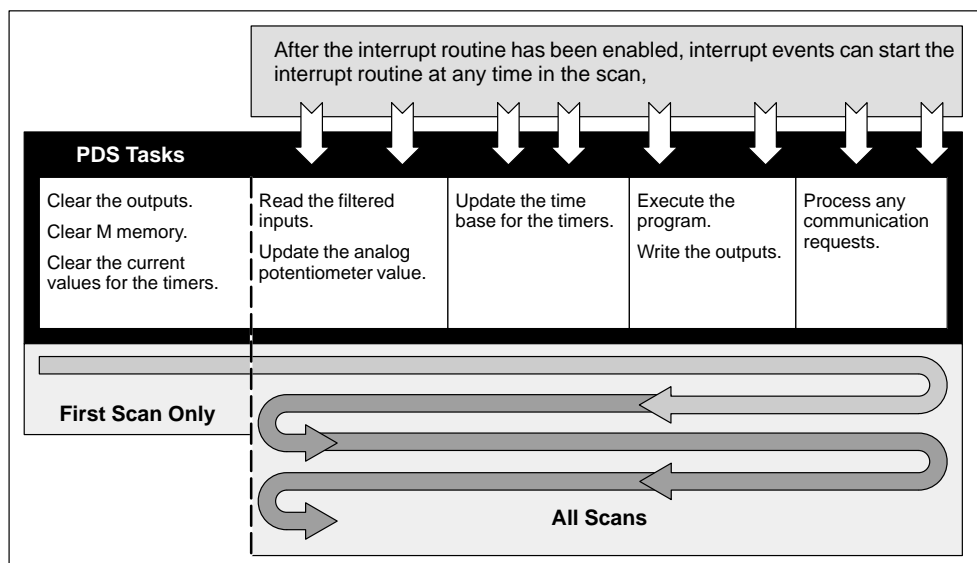 After the interrupt routine has been enabled, interrupt events can start the
interrupt routine at any time in the scan,
PDS Tasks
Clear the outputs.
Clear M memory.
Clear the current
values for the timers.
Read the filtered
inputs.
Update the analog
potentiometer value.
Update the time
base for the timers.
Execute the
program.
Write the outputs.
Process any
communication
requests.
First Scan Only
All Scans